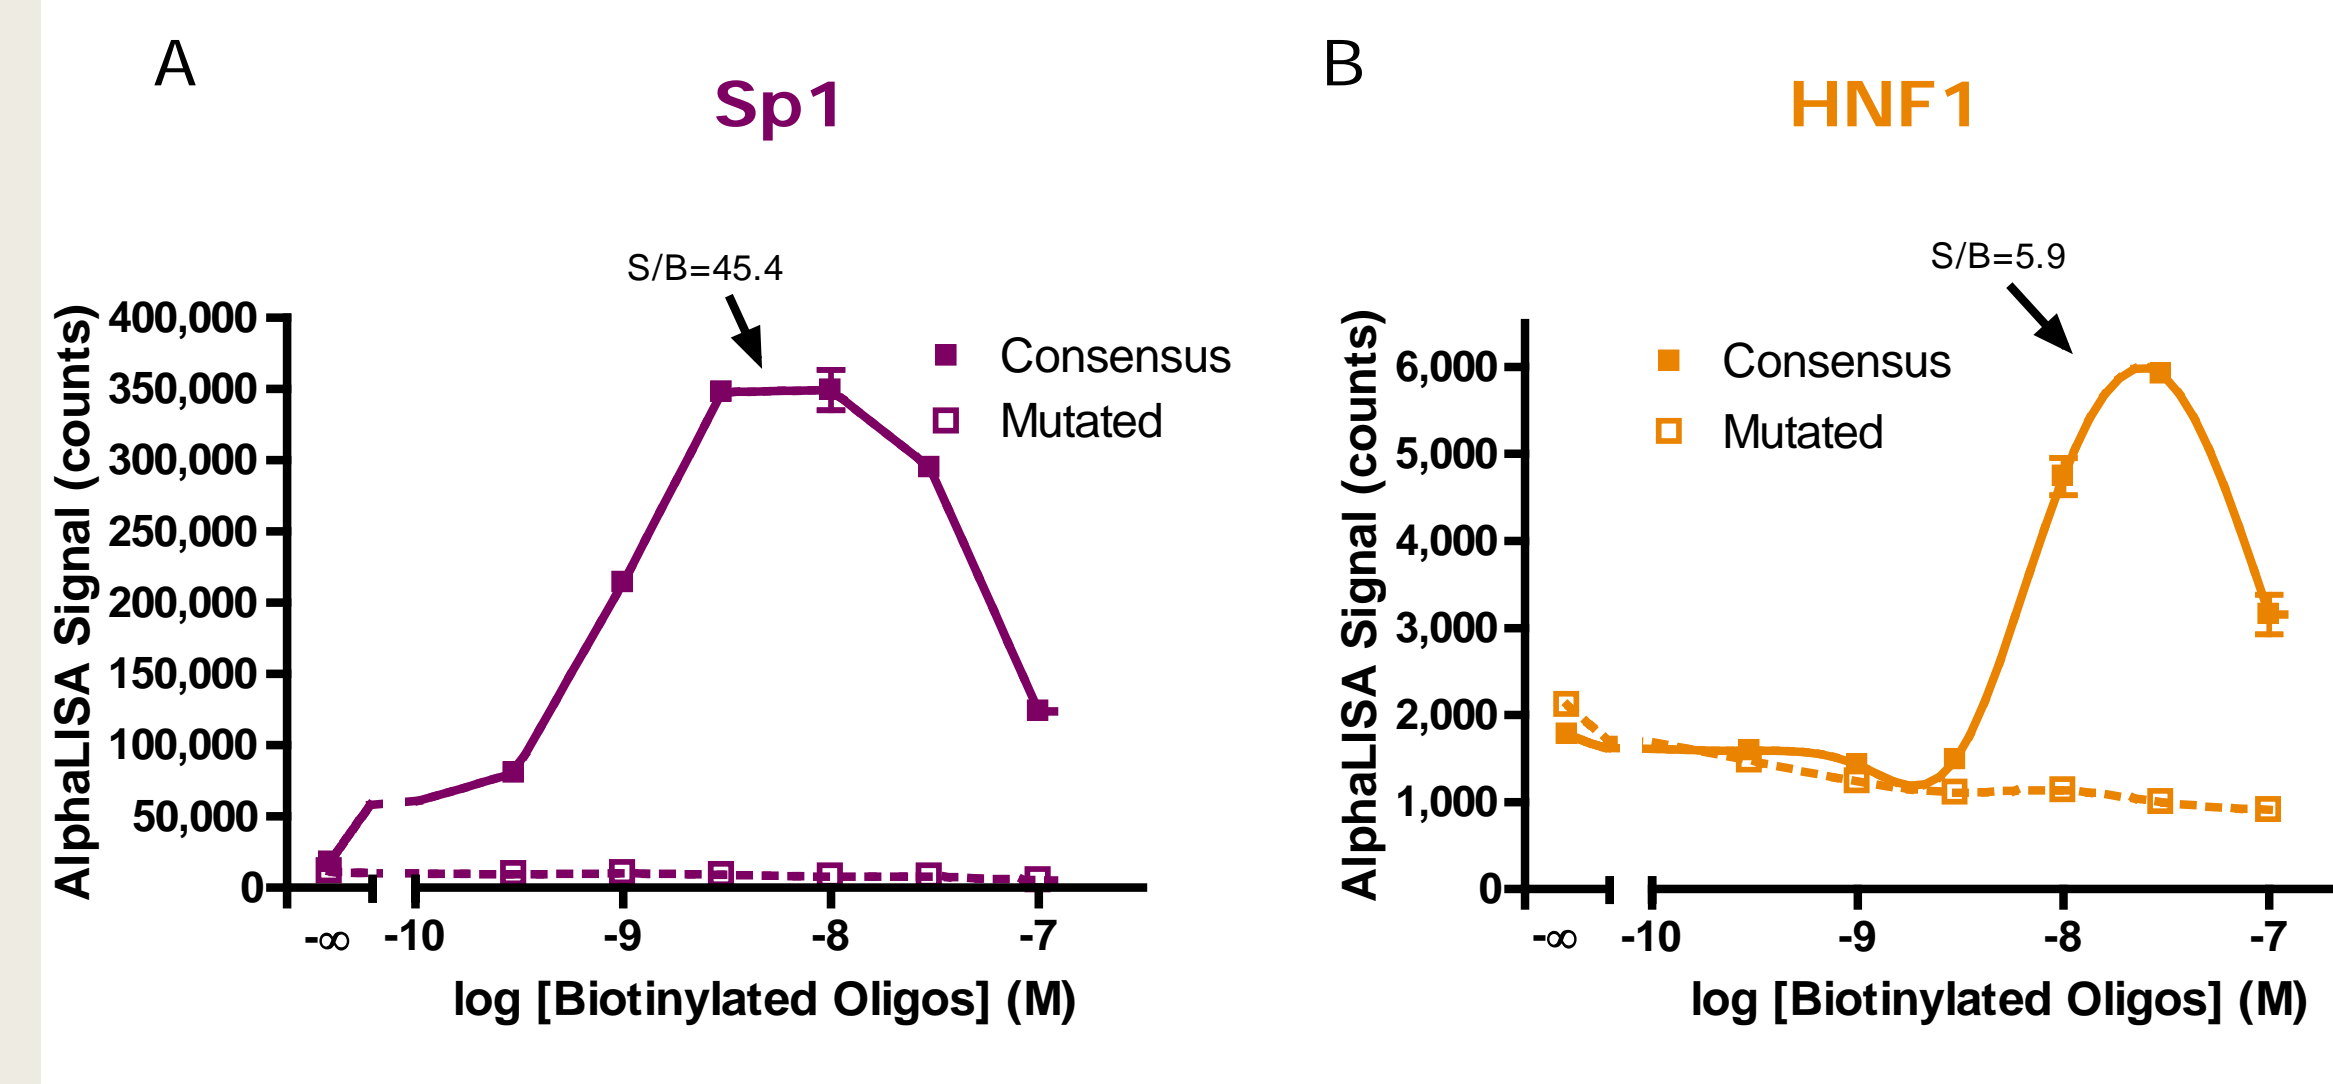 A
Sp1
S/B=45.4
AlphaLISA Signal (counts)
400,000
350,000
300,000
250,000
200,000
150,000
100,000
50,000
0
Consensus
Mutated
-∞ -10 -9 -8 -7
log [Biotinylated Oligos] (M)
B
HNF1
S/B=5.9
AlphaLISA Signal (counts)
6,000
5,000
4,000
3,000
2,000
1,000
0
Consensus
Mutated
-∞ -10 -9 -8 -7
log [Biotinylated Oligos] (M)